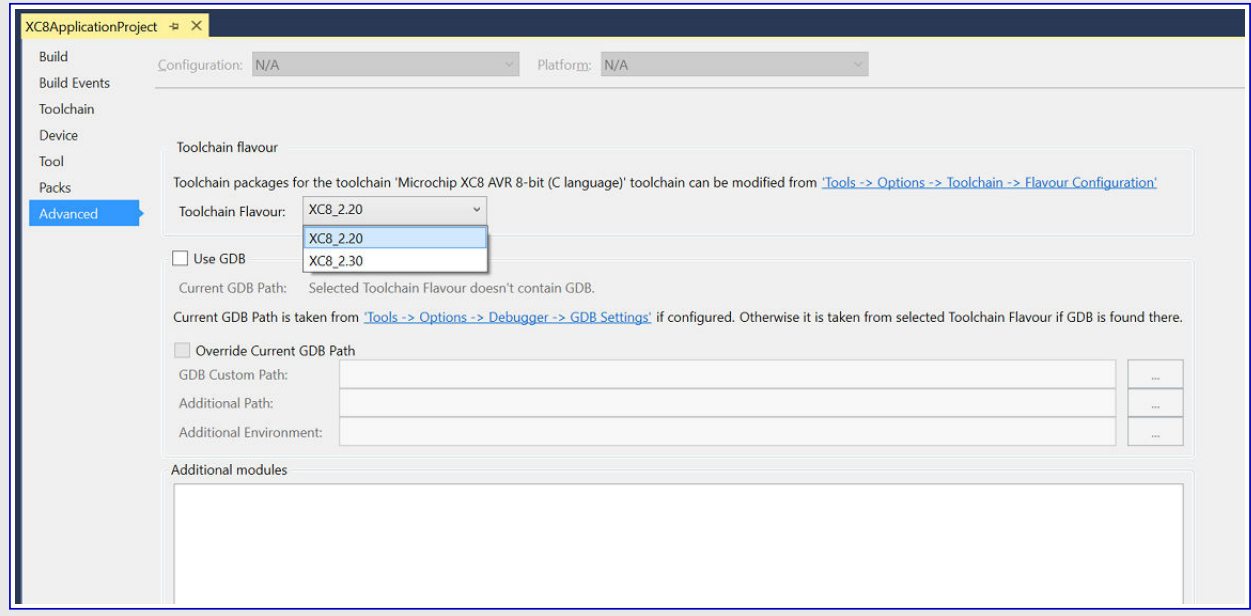 XC8ApplicationProject
Build
Build Events
Toolchain
Device
Tool
Packs
Advanced
Configuration: N/A Platform: N/A
Toolchain flavour
Toolchain packages for the toolchain 'Microchip XC8 AVR 8-bit (C language)' toolchain can be modified from 'Tools -> Options -> Toolchain -> Flavour Configuration'
Toolchain Flavour: XC8_2.20
XC8_2.20
XC8_2.30
Use GDB
Current GDB Path: Selected Toolchain Flavour doesn't contain GDB.
Current GDB Path is taken from 'Tools -> Options -> Debugger -> GDB Settings' if configured. Otherwise it is taken from selected Toolchain Flavour if GDB is found there.
Override Current GDB Path
GDB Custom Path: ...
Additional Path: ...
Additional Environment: ...
Additional modules